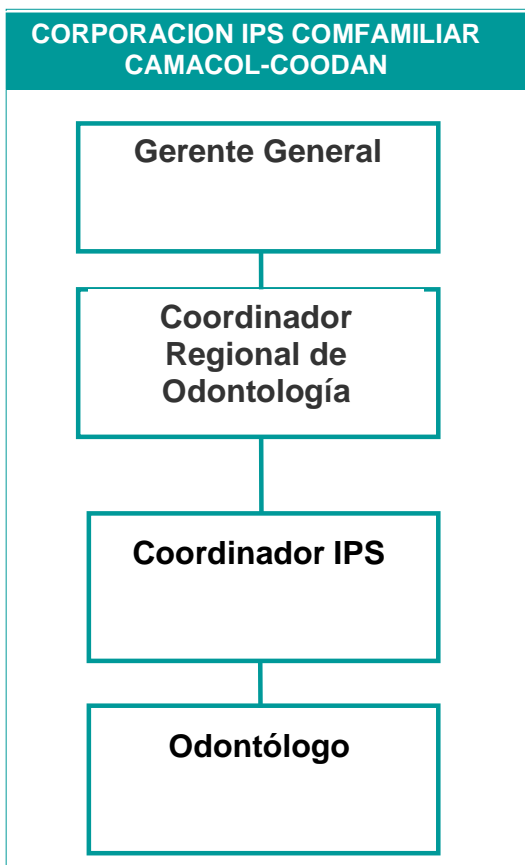 CORPORACION IPS COMFAMILIAR
CAMACOL-COODAN
Gerente General
Coordinador
Regional de
Odontología
Coordinador IPS
Odontólogo